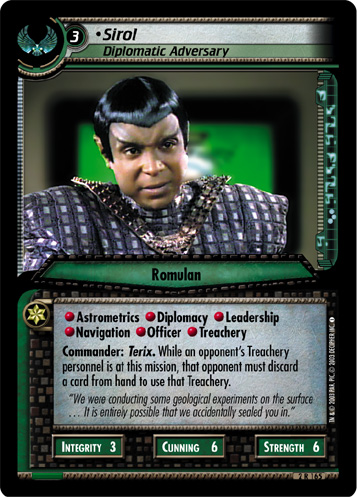 3
•Sirol
Diplomatic Adversary
Romulan
Astrometrics Diplomacy Leadership
Navigation Officer Treachery
Commander: Terix. While an opponent's Treachery
personnel is at this mission, that opponent must discard
a card from hand to use that Treachery.
"We were conducting some geological experiments on the surface
... It is entirely possible that we accidentally sealed you in."
INTEGRITY 3 CUNNING 6 STRENGTH 6
2 R 165